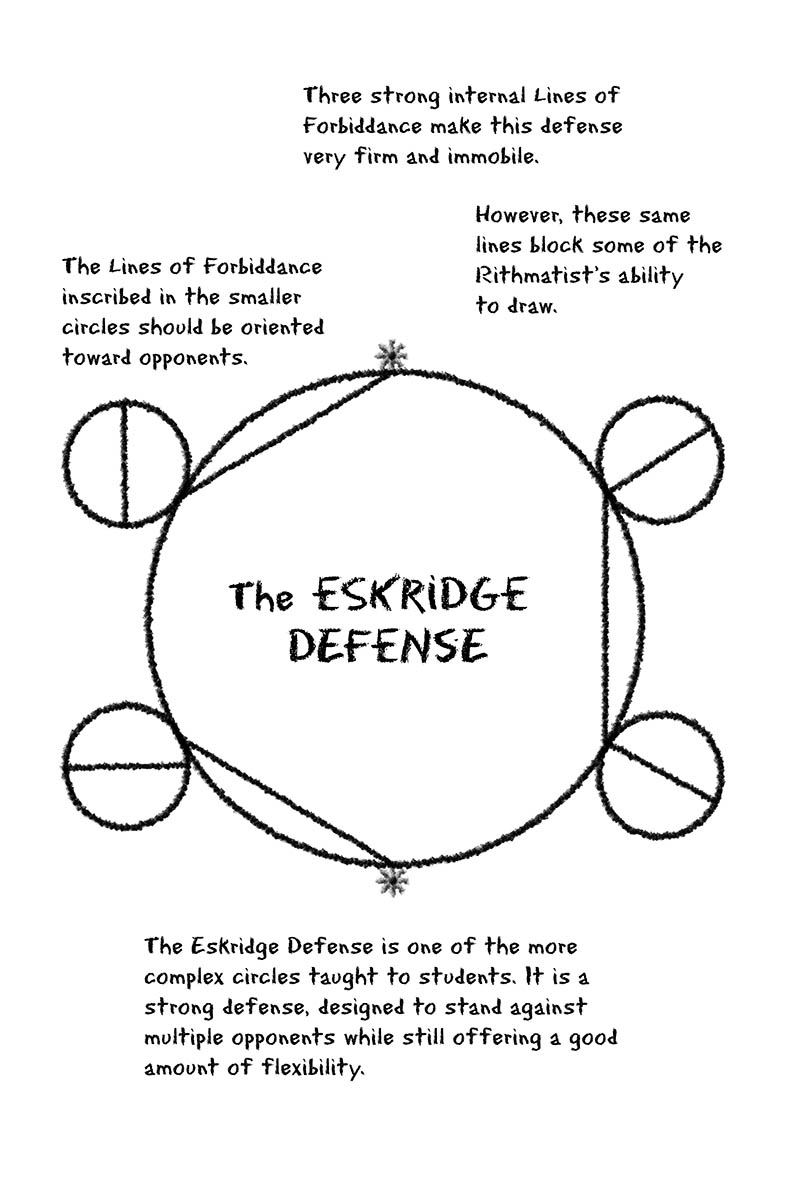 Three strong internal Lines of
Forbiddance make this defense
very firm and immobile.
However, these same
lines block some of the
Rithmatist's ability
to draw.
The Lines of Forbiddance
inscribed in the smaller
circles should be oriented
toward opponents.
The ESKRIDGE
DEFENSE
The Eskridge Defense is one of the more
complex circles taught to students. It is a
strong defense, designed to stand against
multiple opponents while still offering a good
amount of flexibility.